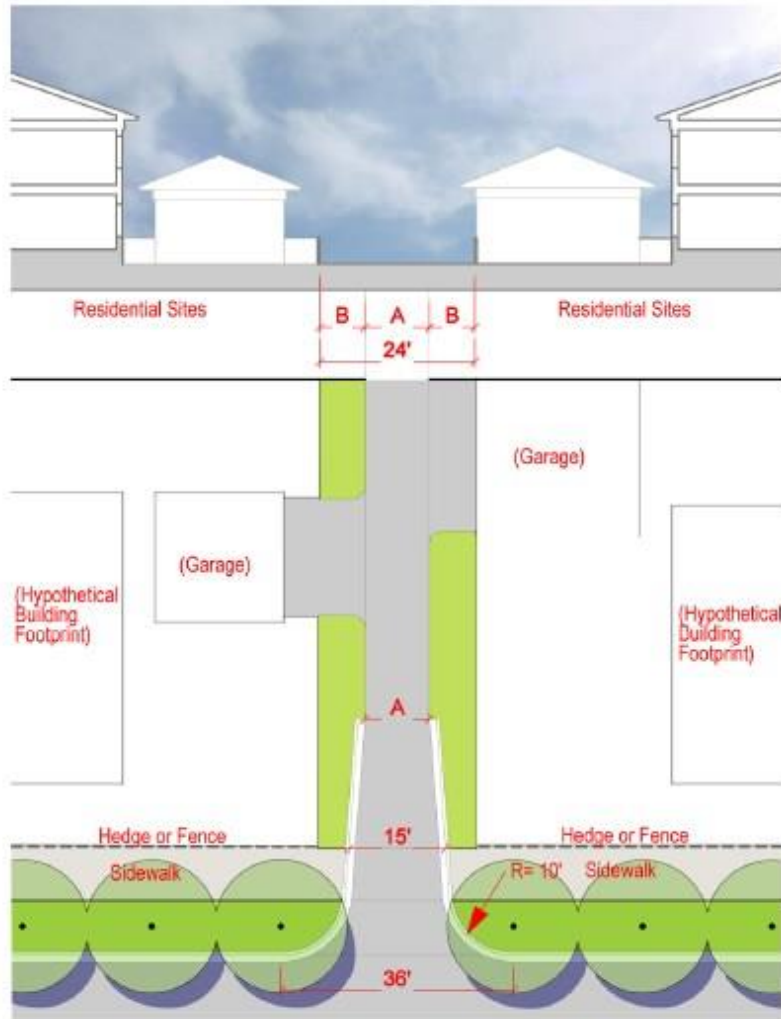 Residential Sites
B
A
B
Residential Sites
24'
(Garage)
(Garage)
(Hypothetical
Building
Footprint)
(Hypothetical
Duilding
Footprint)
A
Hedge or Fence
15'
Hedge or Fence
Sidewalk
R= 10'
Sidewalk
36'